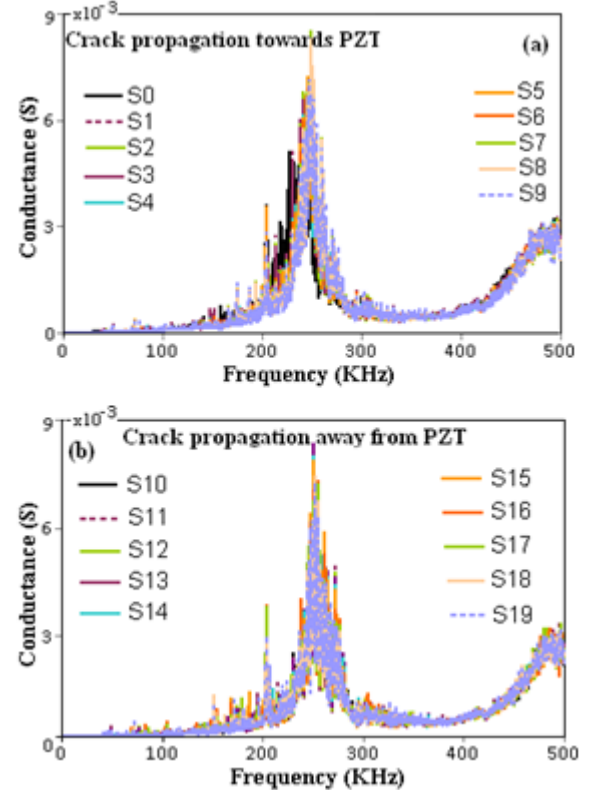 9 x10-3
Crack propagation towards PZT (a)
S0 S5
S1 S6
S2 S7
S3 S8
S4 S9
6
3
0
Conductance (S)
0 100 200 300 400 500
Frequency (KHz)
9 x10-3
(b) Crack propagation away from PZT
S10 S15
S11 S16
S12 S17
S13 S18
S14 S19
6
3
0
Conductance (S)
0 100 200 300 400 500
Frequency (KHz)